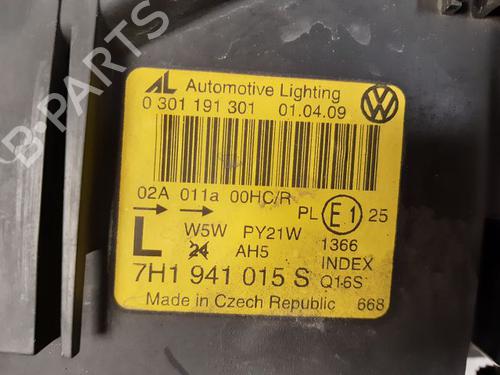 AL Automotive Lighting
0 301 191 301 01.04.09
02A 011a 00HC/R
PL E1 25
L W5W PY21W 1366
24 AH5 INDEX
7H1 941 015 S Q16S
Made in Czech Republic 668
B-PARTS